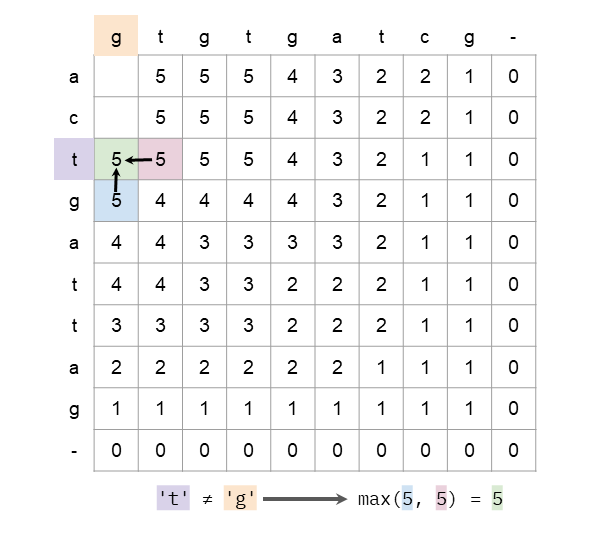 g t g t g a t c g -
a 5 5 5 4 3 2 2 1 0
c 5 5 5 4 3 2 2 1 0
t 5 5 5 5 4 3 2 1 1 0
g 5 4 4 4 4 3 2 1 1 0
a 4 4 3 3 3 3 2 1 1 0
t 4 4 3 3 2 2 2 1 1 0
t 3 3 3 3 2 2 2 1 1 0
a 2 2 2 2 2 2 1 1 1 0
g 1 1 1 1 1 1 1 1 1 0
- 0 0 0 0 0 0 0 0 0 0
't' ≠ 'g' ⟶ max(5, 5) = 5